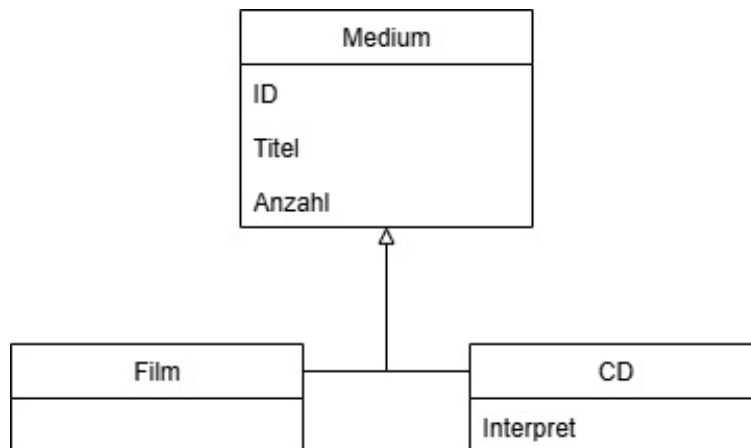 Medium
ID
Titel
Anzahl
Film
CD
Interpret